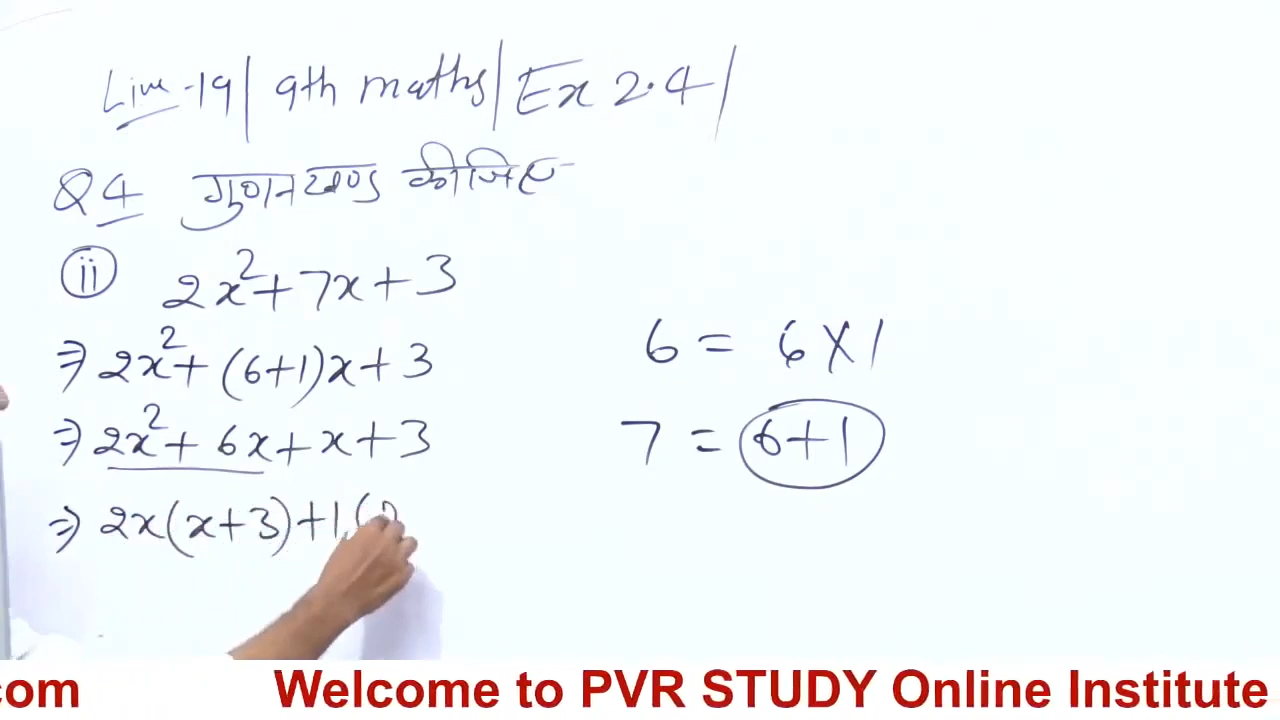 Live-19| 9th maths| Ex 2.4|
Q4 गुणनखण्ड कीजिए
(ii) 2x² + 7x + 3
⇒ 2x² + (6+1)x + 3
⇒ 2x² + 6x + x + 3
⇒ 2x(x+3)+1(
6 = 6 X 1
7 = 6+1
com Welcome to PVR STUDY Online Institute